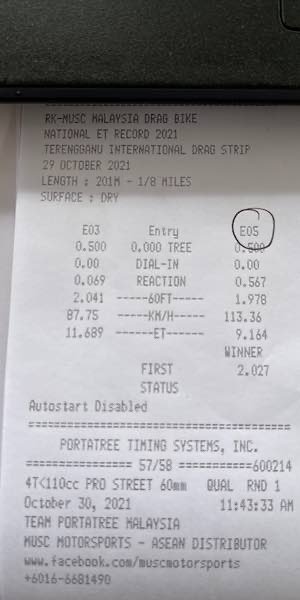 RK-MUSC MALAYSIA DRAG BIKE
NATIONAL ET RECORD 2021
TERENGGANU INTERNATIONAL DRAG STRIP
29 OCTOBER 2021
LENGTH : 201M - 1/8 MILES
SURFACE : DRY
E03 Entry E05
0.500 0.000 TREE 0.500
0.00 DIAL-IN 0.00
0.069 REACTION 0.567
2.041 -----60FT----- 1.978
87.75 -----KM/H----- 113.36
11.689 ------ET------ 9.164
WINNER
FIRST 2.027
STATUS
Autostart Disabled
========================================
PORTATREE TIMING SYSTEMS, INC.
================ 57/58 ===========600214
4T<110cc PRO STREET 60mm QUAL RND 1
October 30, 2021 11:43:33 AM
TEAM PORTATREE MALAYSIA
MUSC MOTORSPORTS - ASEAN DISTRIBUTOR
www.facebook.com/muscmotorsports
+6016-6681490